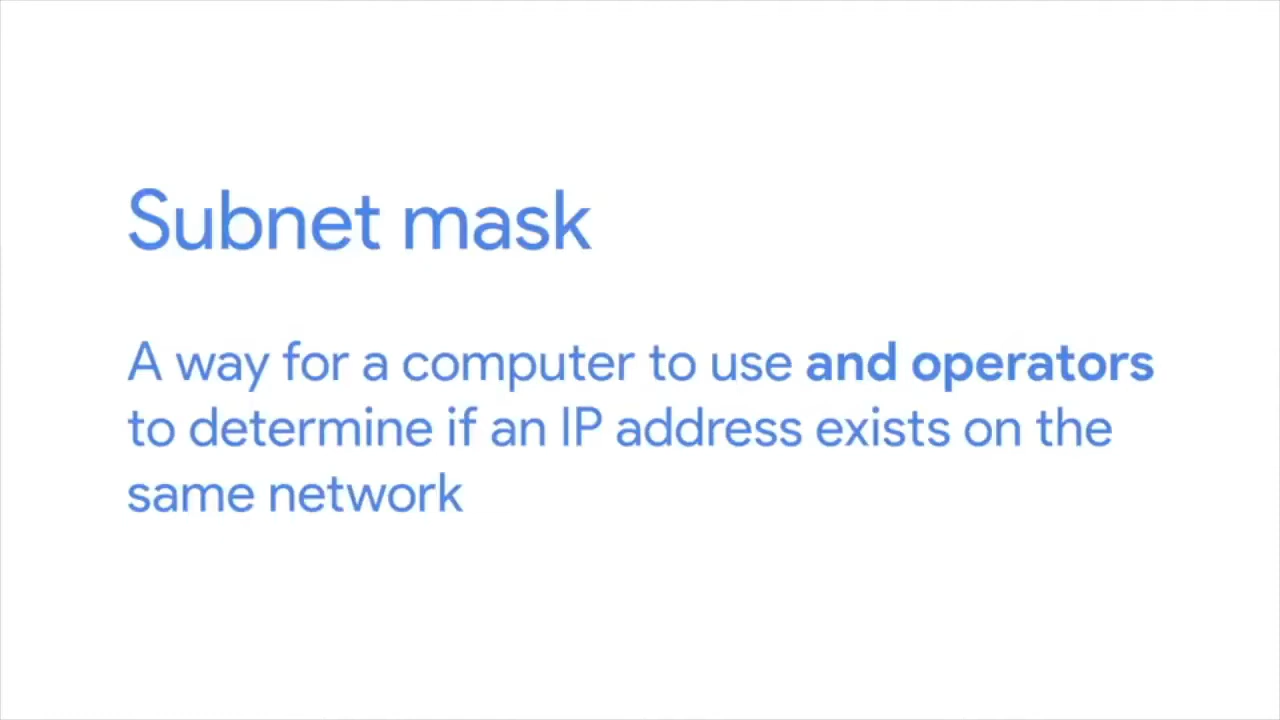 Subnet mask
A way for a computer to use and operators
to determine if an IP address exists on the
same network